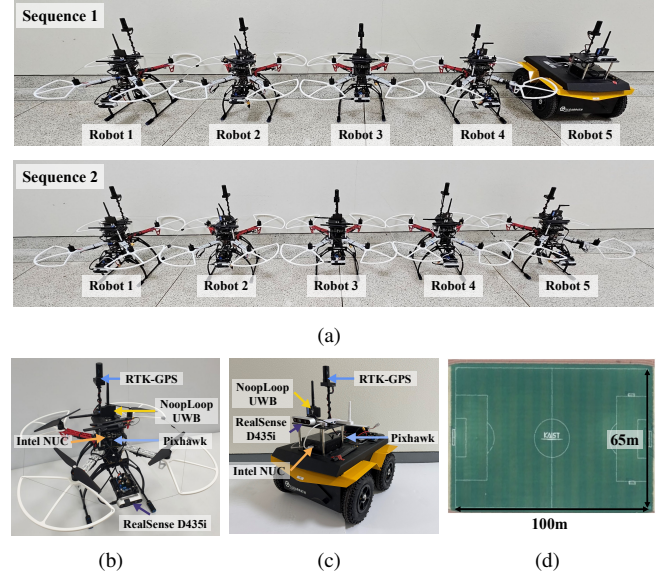 Sequence 1
Robot 1
Robot 2
Robot 3
Robot 4
Robot 5
Sequence 2
Robot 1
Robot 2
Robot 3
Robot 4
Robot 5
(a)
RTK-GPS
NoopLoop
UWB
Intel NUC
Pixhawk
RealSense D435i
(b)
RTK-GPS
NoopLoop
UWB
RealSense
D435i
Pixhawk
Intel NUC
(c)
KAIST
65m
100m
(d)